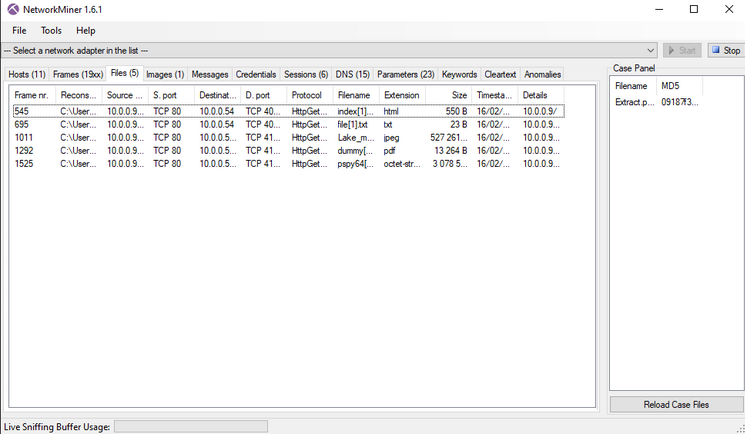 NetworkMiner 1.6.1
File Tools Help
--- Select a network adapter in the list ---
Start
Stop
Hosts (11) Frames (19xx) Files (5) Images (1) Messages Credentials Sessions (6) DNS (15) Parameters (23) Keywords Cleartext Anomalies
Frame nr. Recons... Source ... S. port Destinat... D. port Protocol Filename Extension Size Timesta... Details
545 C:\User... 10.0.0.9... TCP 80 10.0.0.54 TCP 40... HttpGet... index[1]... html 550 B 16/02/... 10.0.0.9/
695 C:\User... 10.0.0.9... TCP 80 10.0.0.54 TCP 40... HttpGet... file[1].txt txt 23 B 16/02/... 10.0.0.9...
1011 C:\User... 10.0.0.9... TCP 80 10.0.0.5... TCP 41... HttpGet... Lake_m... jpeg 527 261... 16/02/... 10.0.0.9...
1292 C:\User... 10.0.0.9... TCP 80 10.0.0.5... TCP 41... HttpGet... dummy[... pdf 13 264 B 16/02/... 10.0.0.9...
1525 C:\User... 10.0.0.9... TCP 80 10.0.0.5... TCP 41... HttpGet... pspy64[... octet-str... 3 078 5... 16/02/... 10.0.0.9...
Case Panel
Filename MD5
Extract.p... 09187f3...
Reload Case Files
Live Sniffing Buffer Usage: